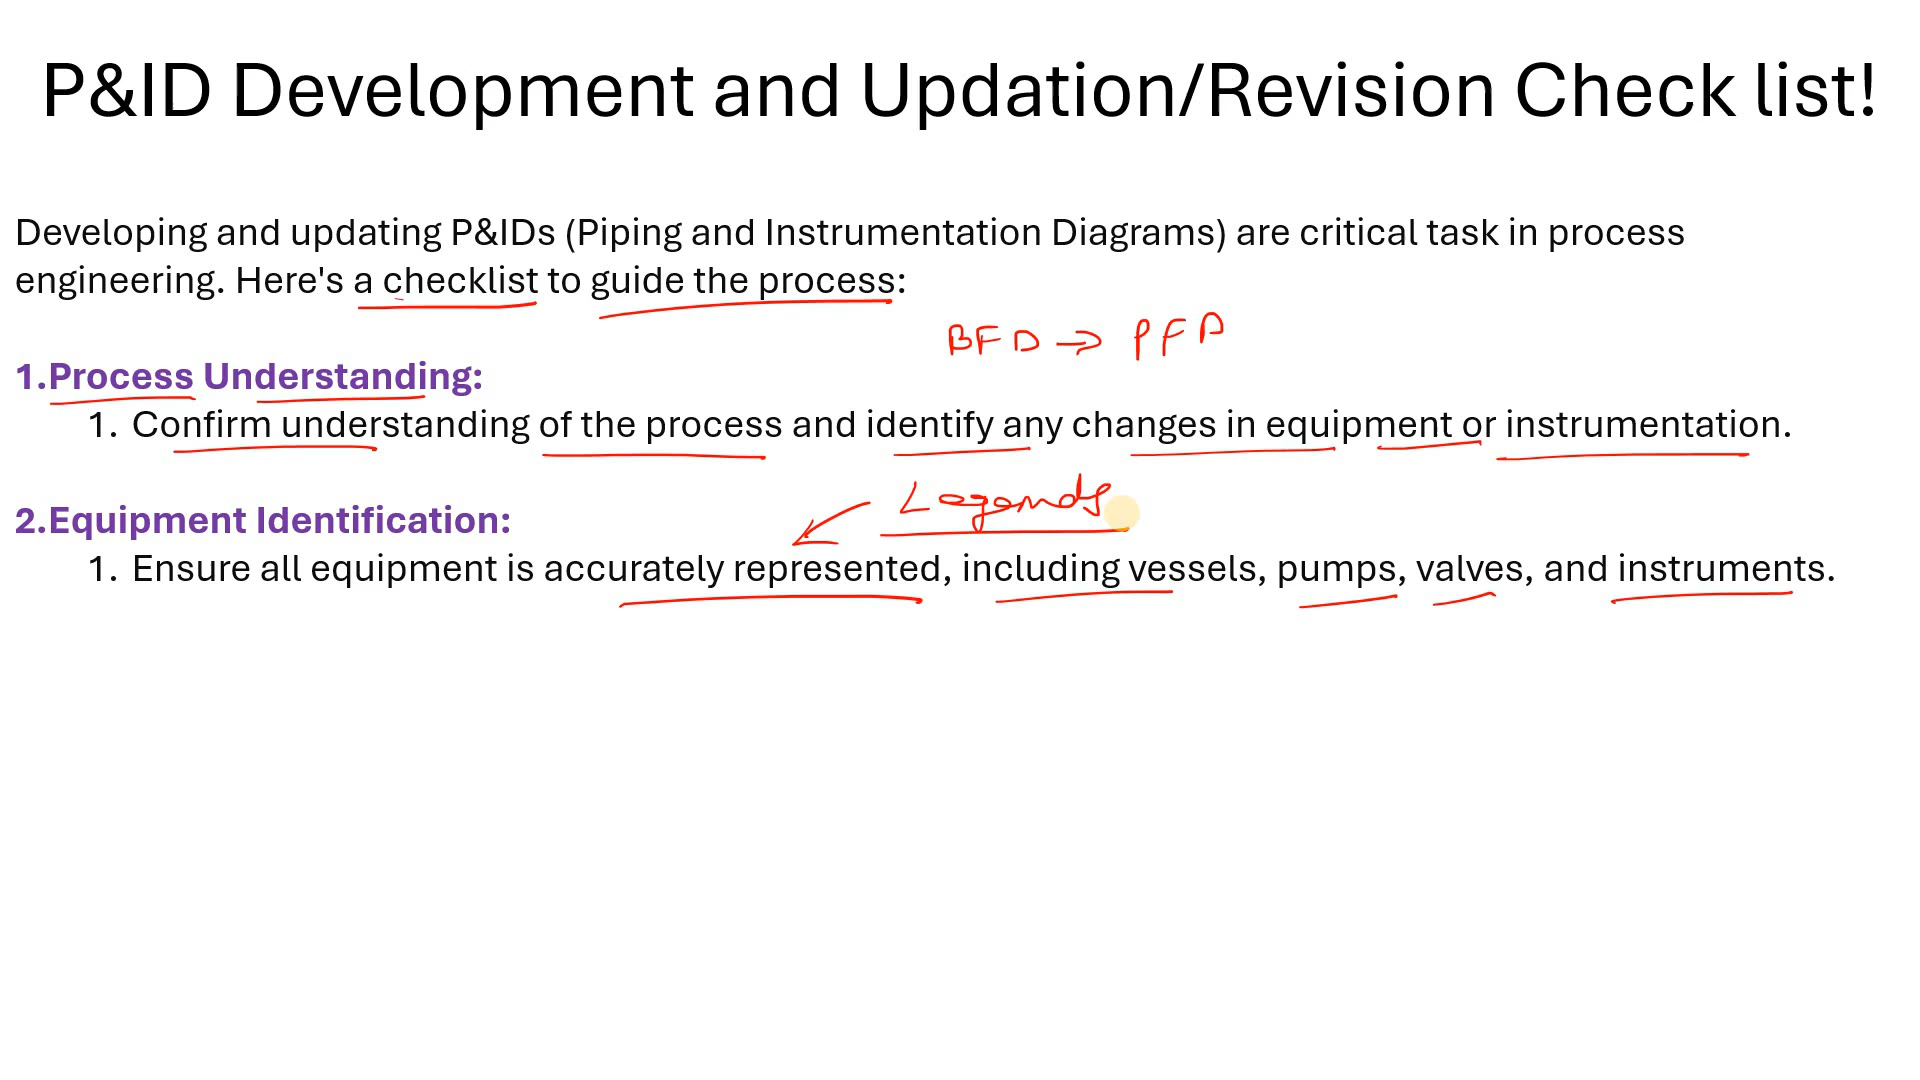 P&ID Development and Updation/Revision Check list!
Developing and updating P&IDs (Piping and Instrumentation Diagrams) are critical task in process
engineering. Here's a checklist to guide the process:
BFD → PFD
1.Process Understanding:
1. Confirm understanding of the process and identify any changes in equipment or instrumentation.
Legends
2.Equipment Identification:
1. Ensure all equipment is accurately represented, including vessels, pumps, valves, and instruments.